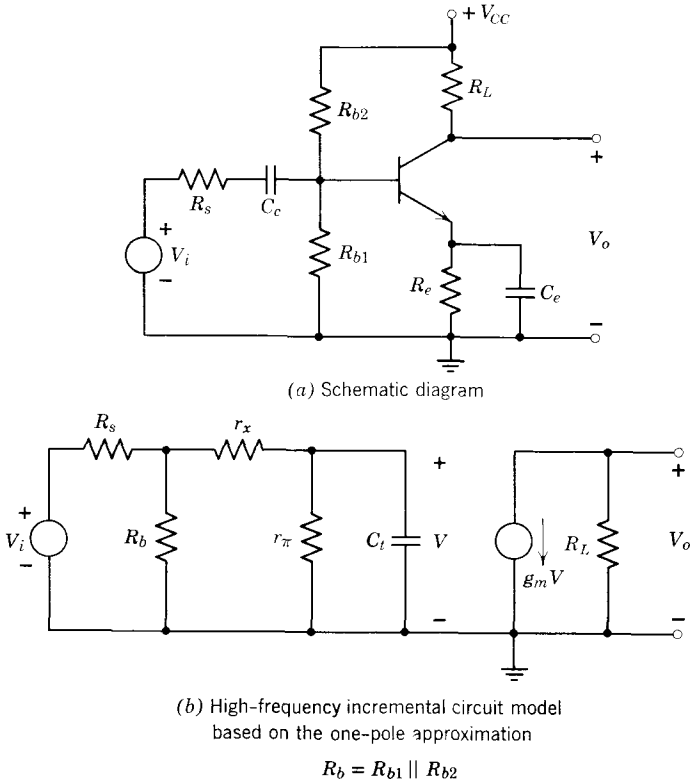 + V_CC
R_L
R_b2
+
R_s
C_c
+
V_i
R_b1
V_o
R_e
C_e
−
−
(a) Schematic diagram
R_s
r_x
+
+
+
V_i
R_b
r_π
C_t
V
g_mV
R_L
V_o
−
−
−
(b) High-frequency incremental circuit model
based on the one-pole approximation
R_b = R_b1 || R_b2